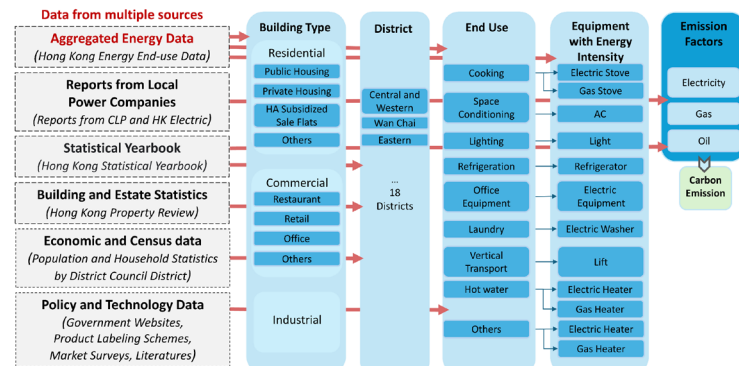 Data from multiple sources
Aggregated Energy Data
(Hong Kong Energy End-use Data)
Reports from Local
Power Companies
(Reports from CLP and HK Electric)
Statistical Yearbook
(Hong Kong Statistical Yearbook)
Building and Estate Statistics
(Hong Kong Property Review)
Economic and Census data
(Population and Household Statistics
by District Council District)
Policy and Technology Data
(Government Websites,
Product Labeling Schemes,
Market Surveys, Literatures)
Building Type
Residential
Public Housing
Private Housing
HA Subsidized
Sale Flats
Others
Commercial
Restaurant
Retail
Office
Others
Industrial
District
Central and
Western
Wan Chai
Eastern
...
18
Districts
End Use
Cooking
Space
Conditioning
Lighting
Refrigeration
Office
Equipment
Laundry
Vertical
Transport
Hot water
Others
Equipment
with Energy
Intensity
Electric Stove
Gas Stove
AC
Light
Refrigerator
Electric
Equipment
Electric Washer
Lift
Electric Heater
Gas Heater
Electric Heater
Gas Heater
Emission
Factors
Electricity
Gas
Oil
Carbon
Emission